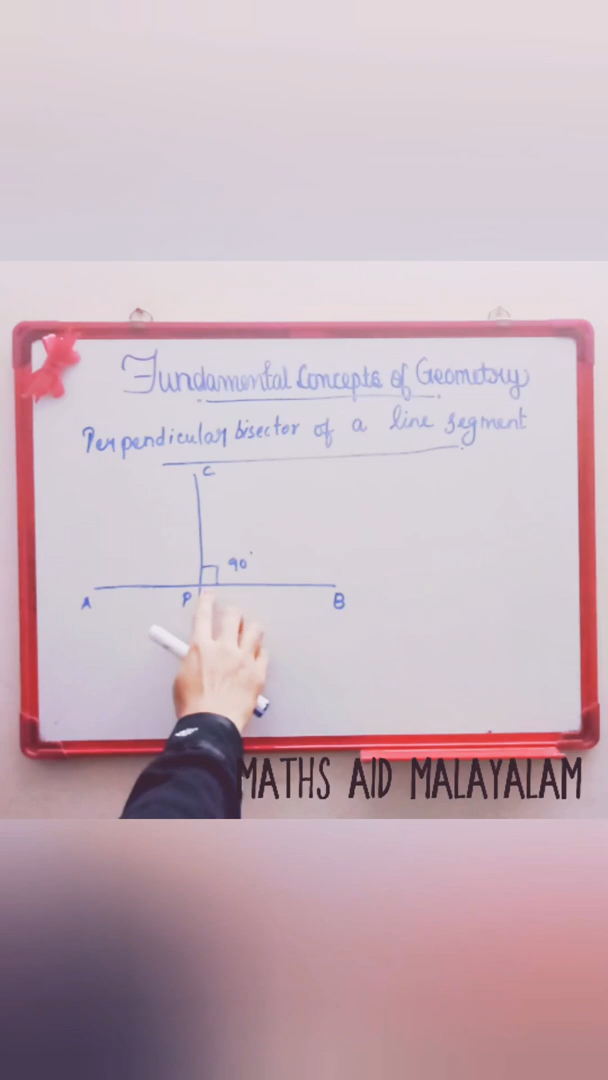 Fundamental Concepts of Geometry
Perpendicular bisector of a line segment
C
90°
A P B
MATHS AID MALAYALAM